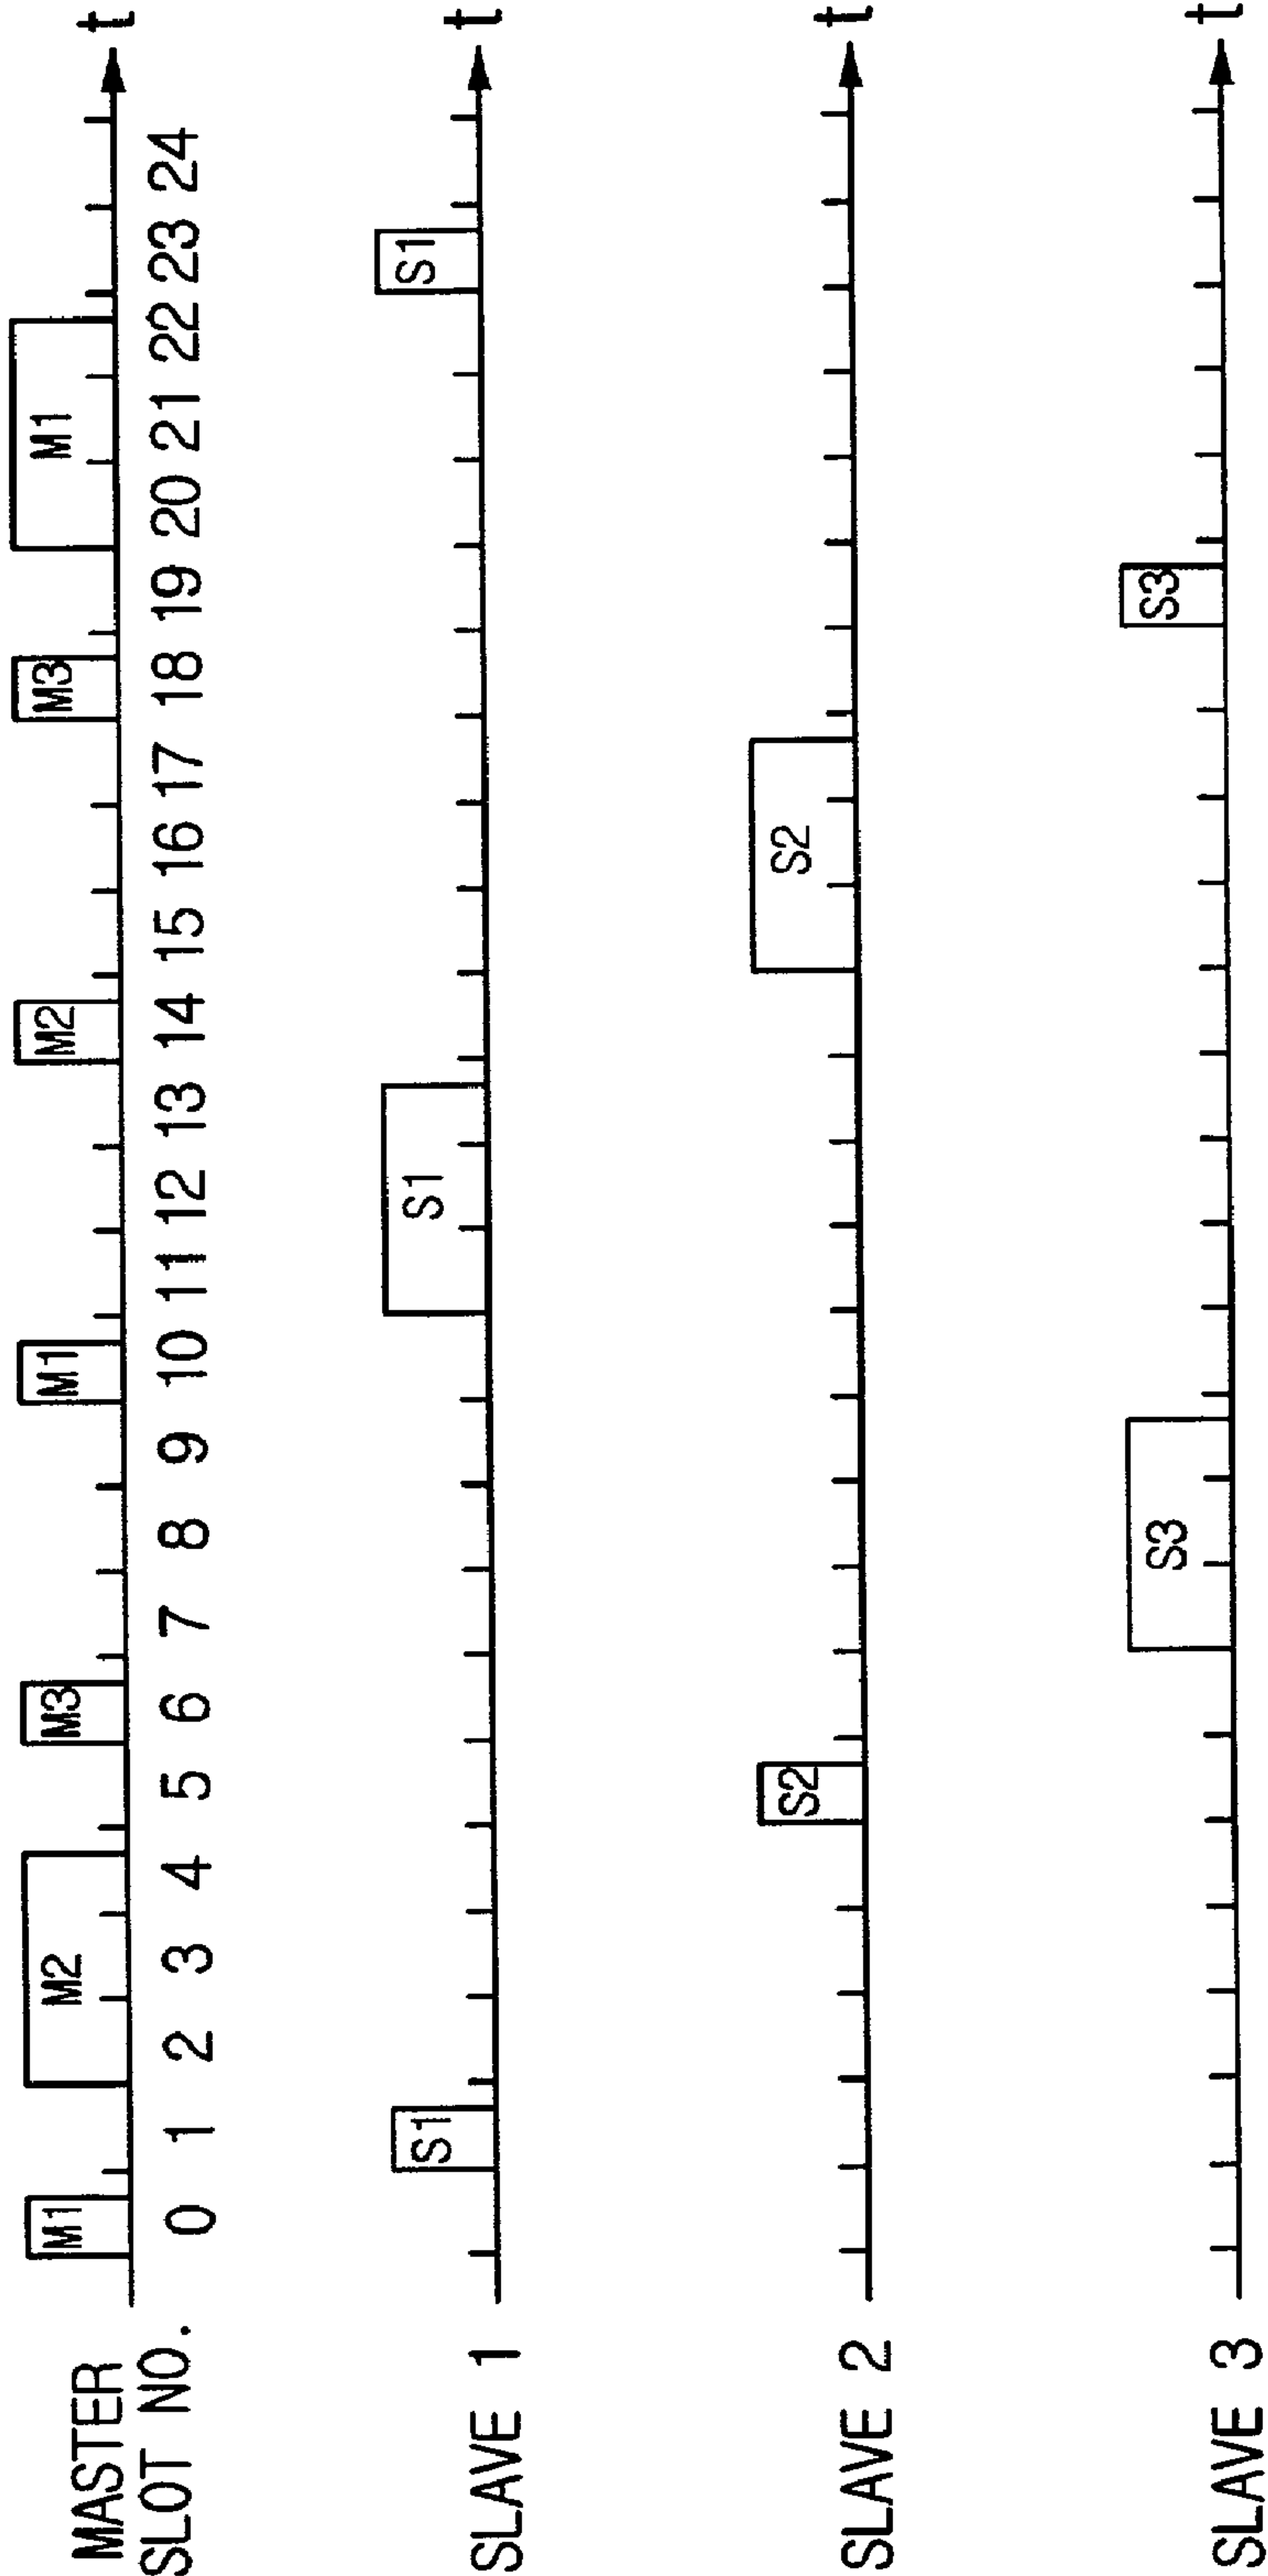 M1 M2 M3 M1 M2 M3 M1
MASTER t
SLOT NO. 0 1 2 3 4 5 6 7 8 9 10 11 12 13 14 15 16 17 18 19 20 21 22 23 24
S1 S1 S1
SLAVE 1 t
S2 S2
SLAVE 2 t
S3 S3
SLAVE 3 t